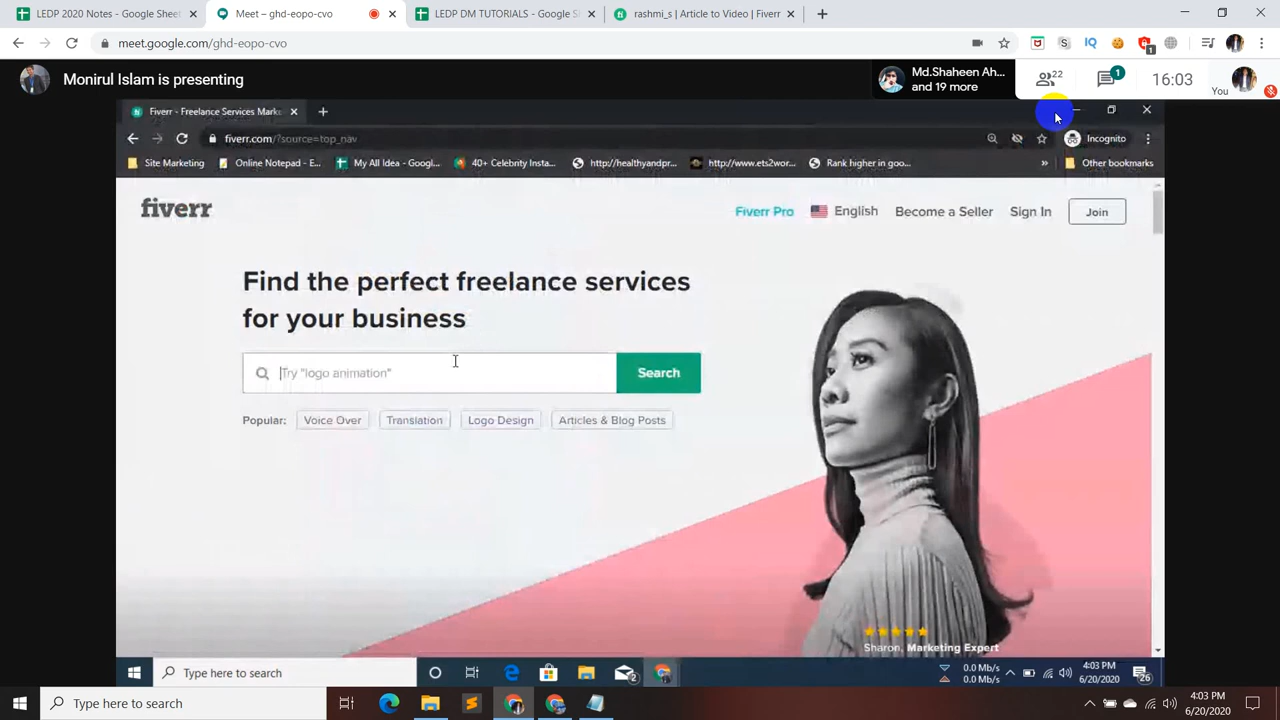 LEDP 2020 Notes - Google Sheet
Meet – ghd-eopo-cvo
LEDP DM TUTORIALS - Google S
rashmi_s | Article to Video | Fiverr
meet.google.com/ghd-eopo-cvo
1
Monirul Islam is presenting
Md.Shaheen Ah...
and 19 more
22
1
16:03
You
Fiverr - Freelance Services Mark
fiverr.com/?source=top_nav
Incognito
Site Marketing
Online Notepad - E...
My All Idea - Googl...
40+ Celebrity Insta...
http://healthyandpr...
http://www.ets2wor...
Rank higher in goo...
Other bookmarks
fiverr
Fiverr Pro
English
Become a Seller
Sign In
Join
Find the perfect freelance services
for your business
Try "logo animation"
Search
Popular:
Voice Over
Translation
Logo Design
Articles & Blog Posts
Sharon, Marketing Expert
Type here to search
2
0.0 Mb/s
0.0 Mb/s
4:03 PM
6/20/2020
26
Type here to search
4:03 PM
6/20/2020